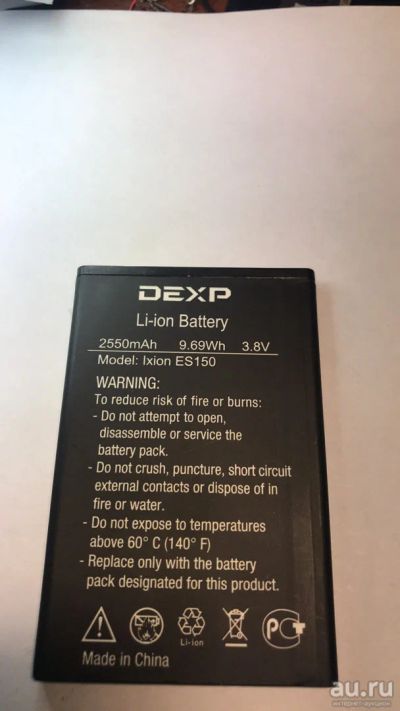 DEXP
Li-ion Battery
2550mAh 9.69Wh 3.8V
Model: Ixion ES150
WARNING:
To reduce risk of fire or burns:
- Do not attempt to open,
disassemble or service the
battery pack.
- Do not crush, puncture, short circuit
external contacts or dispose of in
fire or water.
- Do not expose to temperatures
above 60° C (140° F)
- Replace only with the battery
pack designated for this product.
Li-ion
РСТ
Made in China
au.ru
интернет-аукцион